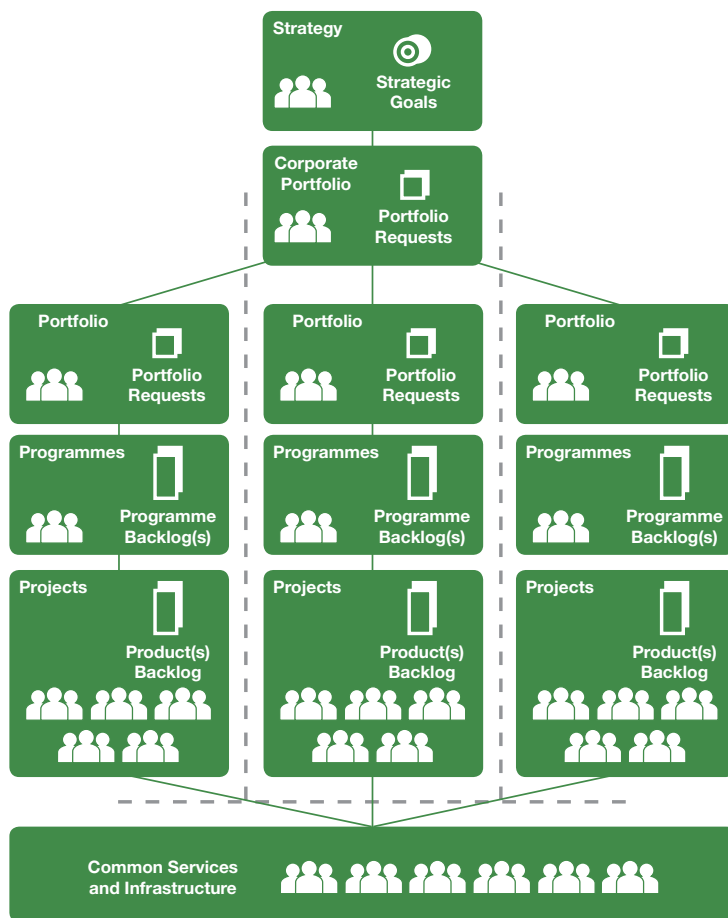 Strategy
Strategic
Goals
Corporate
Portfolio
Portfolio
Requests
Portfolio
Portfolio
Requests
Portfolio
Portfolio
Requests
Portfolio
Portfolio
Requests
Programmes
Programme
Backlog(s)
Programmes
Programme
Backlog(s)
Programmes
Programme
Backlog(s)
Projects
Product(s)
Backlog
Projects
Product(s)
Backlog
Projects
Product(s)
Backlog
Common Services
and Infrastructure